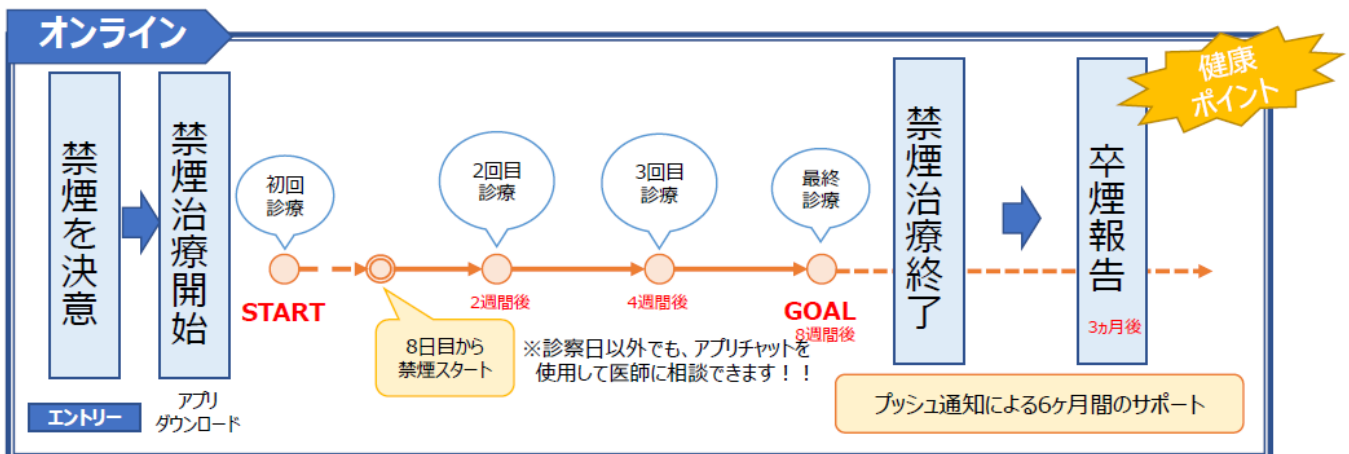 オンライン
健康
ポイント
禁煙を決意
エントリー
禁煙治療開始
アプリ
ダウンロード
初回
診療
START
8日目から
禁煙スタート
2回目
診療
2週間後
3回目
診療
4週間後
最終
診療
GOAL
8週間後
※診察日以外でも、アプリチャットを
使用して医師に相談できます！！
禁煙治療終了
卒煙報告
3ヵ月後
プッシュ通知による6ヶ月間のサポート